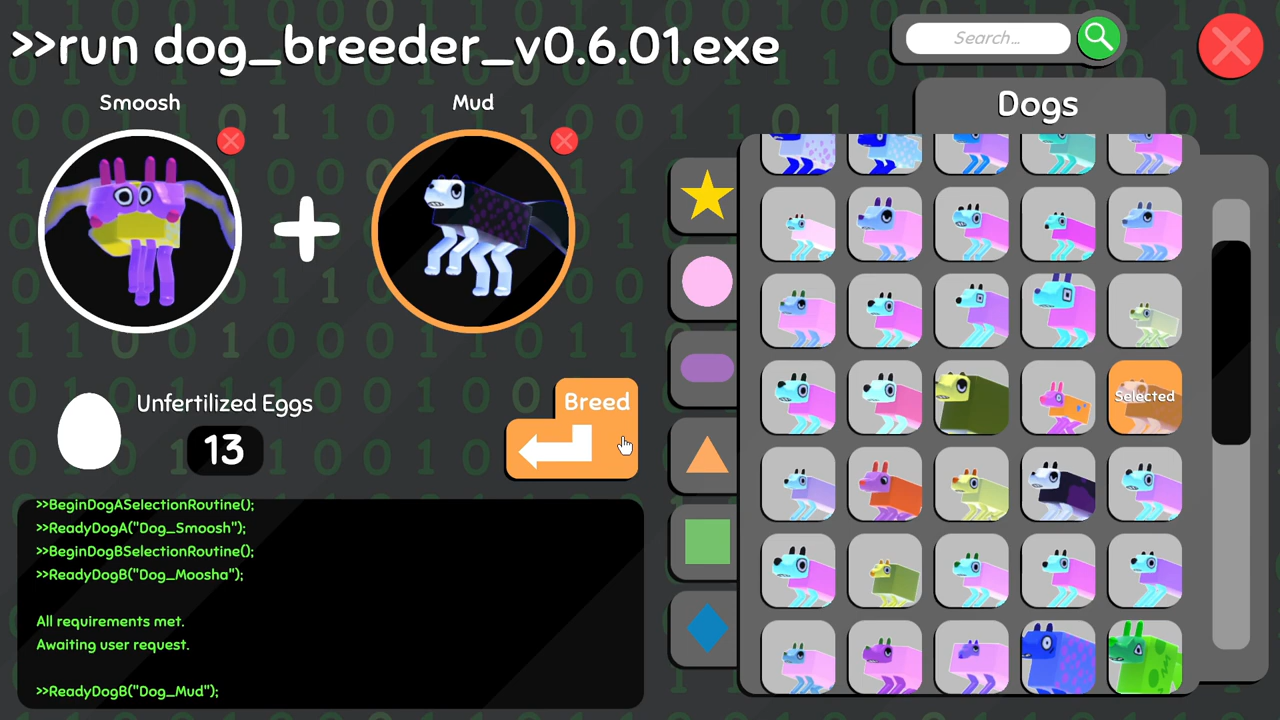 >>run dog_breeder_v0.6.01.exe
Search...
Dogs
Smoosh
Mud
Selected
Unfertilized Eggs
13
Breed
>>BeginDogASelectionRoutine();
>>ReadyDogA("Dog_Smoosh");
>>BeginDogBSelectionRoutine();
>>ReadyDogB("Dog_Moosha");
All requirements met.
Awaiting user request.
>>ReadyDogB("Dog_Mud");